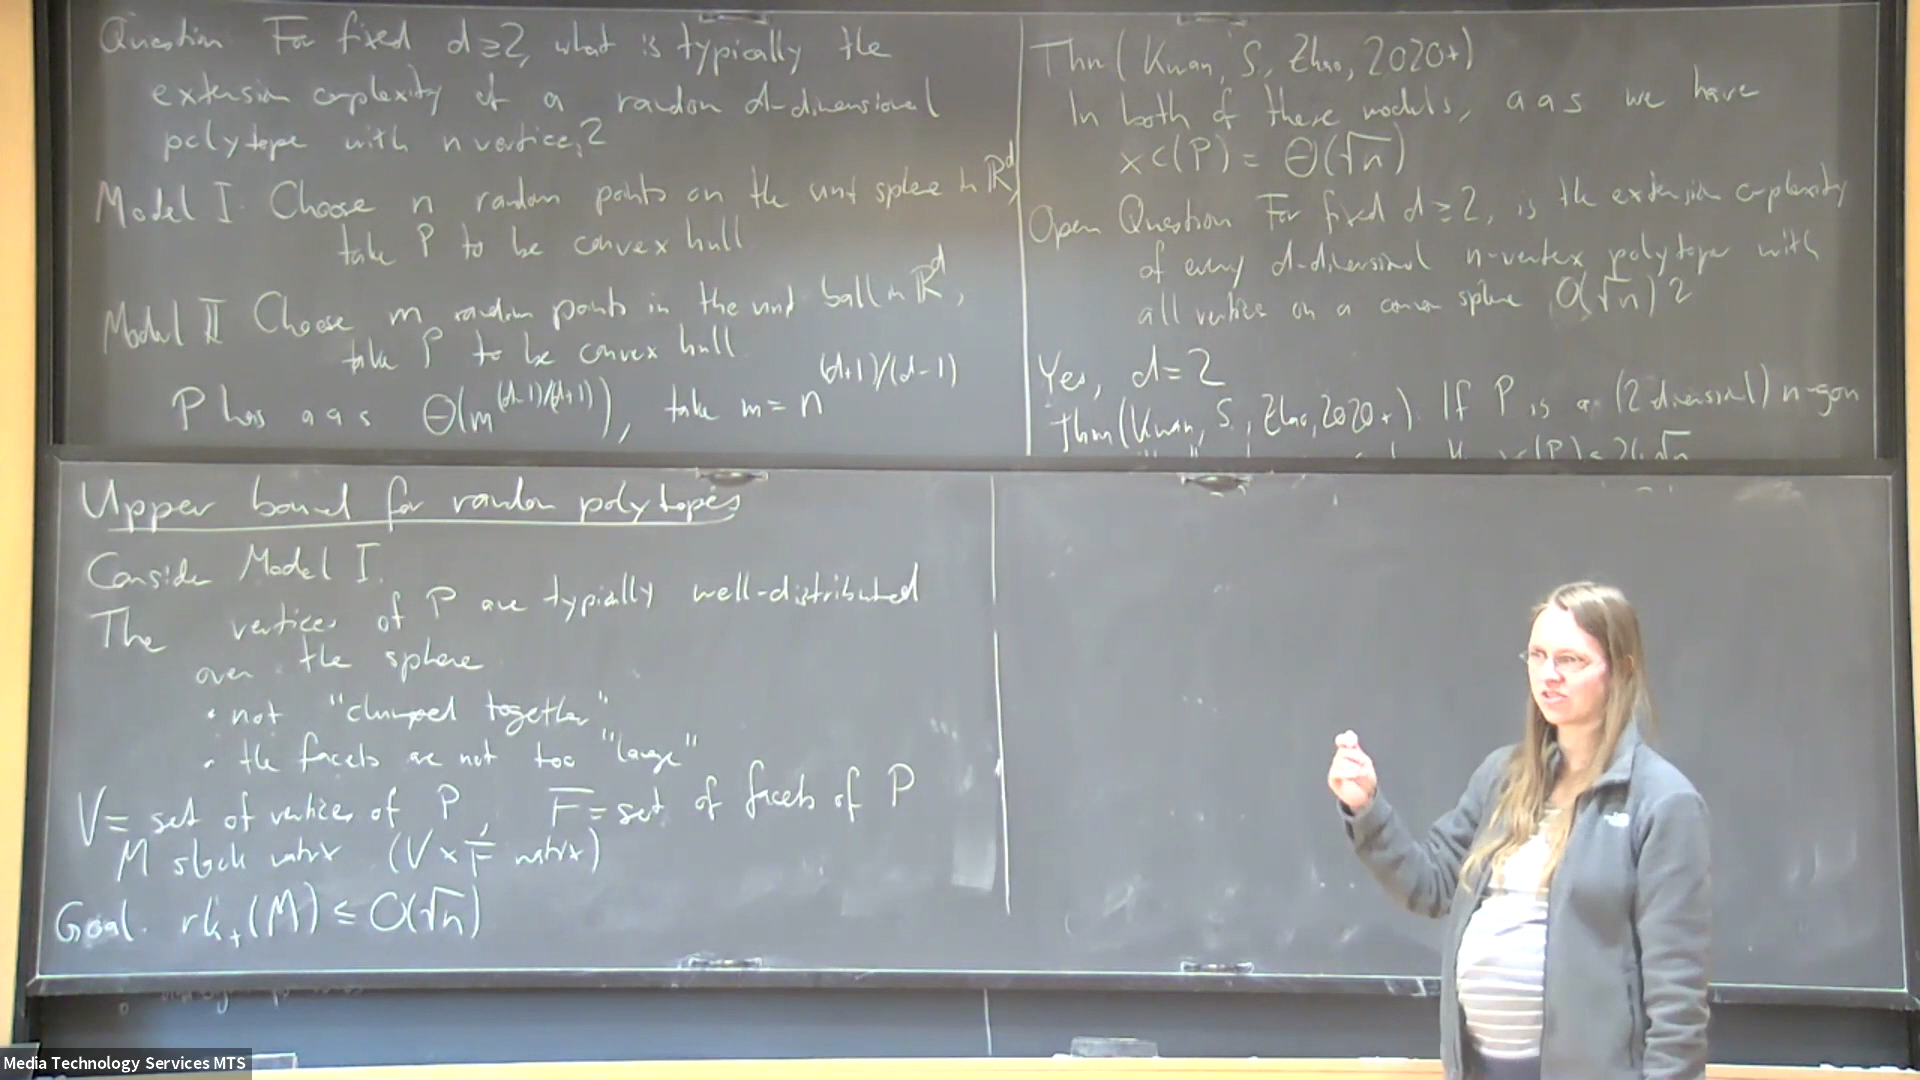 Question For fixed d≥2, what is typically the
extension complexity of a random d-dimensional
polytope with n vertices?
Model I. Choose n random points on the unit sphere in ℝ^d,
take P to be convex hull
Model II Choose m random points in the unit ball in ℝ^d,
take P to be convex hull
P has aas Θ(m^{(d-1)/(d+1)}), take m = n^{(d+1)/(d-1)}
Thm (Kwan, S, Zhao, 2020+)
In both of these models, aas we have
xc(P) = Θ(√n)
Open Question For fixed d≥2, is the extension complexity
of every d-dimensional n-vertex polytope with
all vertices on a common sphere O(√n)?
Yes, d=2
Thm (Kwan, S., Zhao, 2020+). If P is a (2-dimensional) n-gon
xc(P) ≤ 24√n
Upper bound for random polytopes
Consider Model I.
The vertices of P are typically well-distributed
over the sphere
• not "clumped together"
• the facets are not too "large"
V = set of vertices of P, F = set of facets of P
M slack matrix (V×F matrix)
Goal. rk₊(M) ≤ O(√n)
Media Technology Services MTS